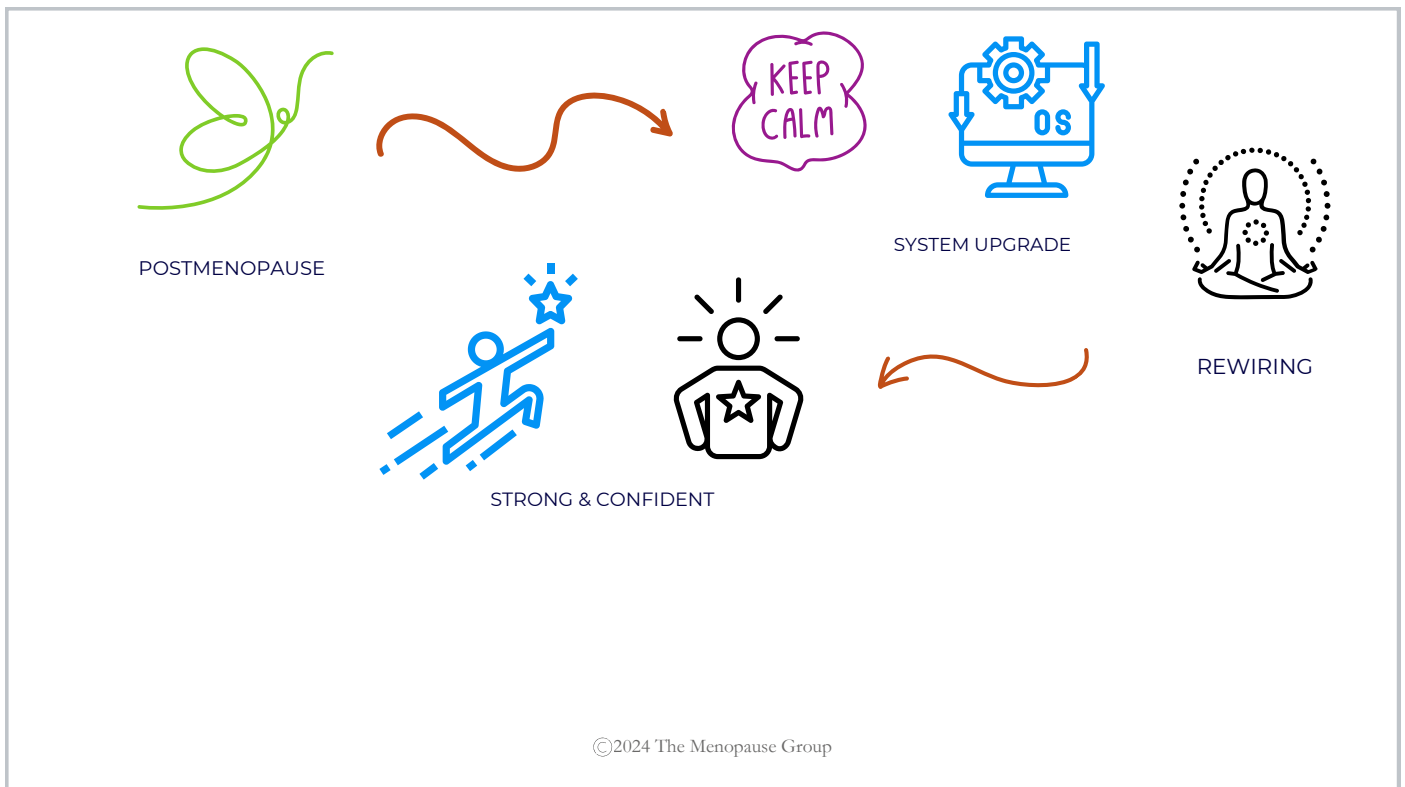 KEEP
CALM
OS
POSTMENOPAUSE
SYSTEM UPGRADE
REWIRING
STRONG & CONFIDENT
©2024 The Menopause Group